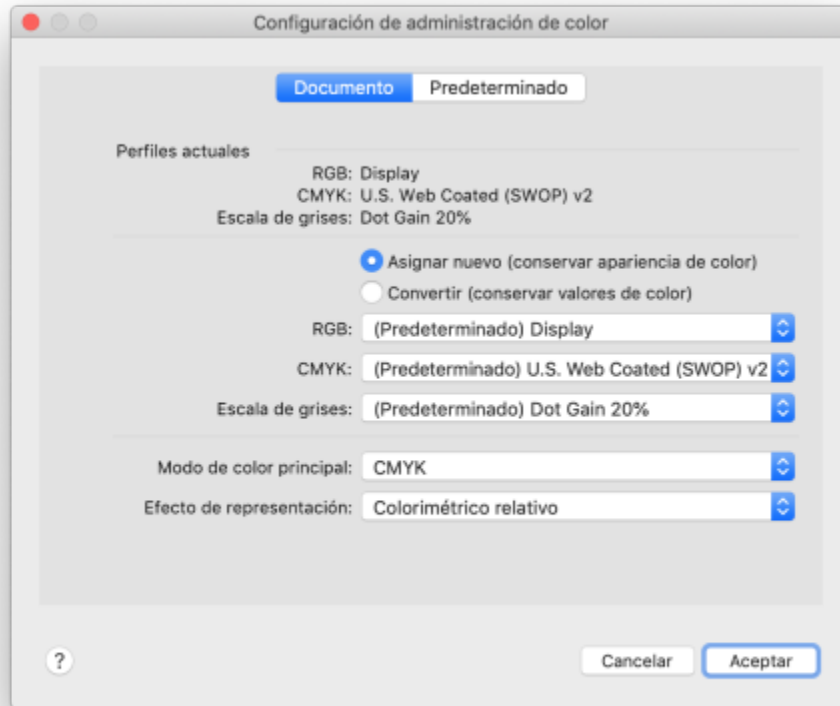 Configuración de administración de color
Documento Predeterminado
Perfiles actuales
RGB: Display
CMYK: U.S. Web Coated (SWOP) v2
Escala de grises: Dot Gain 20%
Asignar nuevo (conservar apariencia de color)
Convertir (conservar valores de color)
RGB: (Predeterminado) Display
CMYK: (Predeterminado) U.S. Web Coated (SWOP) v2
Escala de grises: (Predeterminado) Dot Gain 20%
Modo de color principal: CMYK
Efecto de representación: Colorimétrico relativo
? Cancelar Aceptar